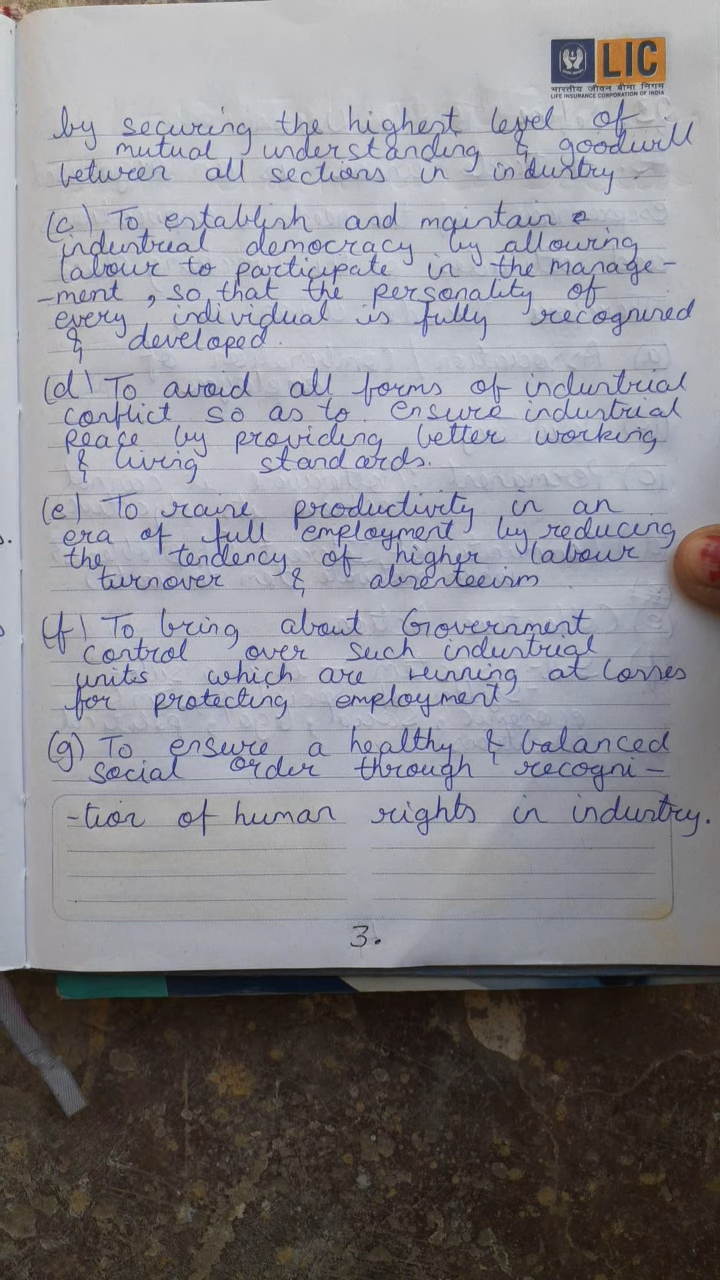 LIC
भारतीय जीवन बीमा निगम
LIFE INSURANCE CORPORATION OF INDIA
by securing the highest level of
mutual understanding & goodwill
between all sections in industry.
(c) To establish and maintain
industrial democracy by allowing
labour to participate in the manage-
-ment, so that the personality of
every individual is fully recognised
& developed.
(d) To avoid all forms of industrial
conflict so as to ensure industrial
peace by providing better working
& living standards.
(e) To raise productivity in an
era of full employment by reducing
the tendency of higher labour
turnover & absenteeism
(f) To bring about Government
control over such industrial
units which are running at losses
for protecting employment
(g) To ensure a healthy & balanced
social order through recogni-
-tion of human rights in industry.
3.